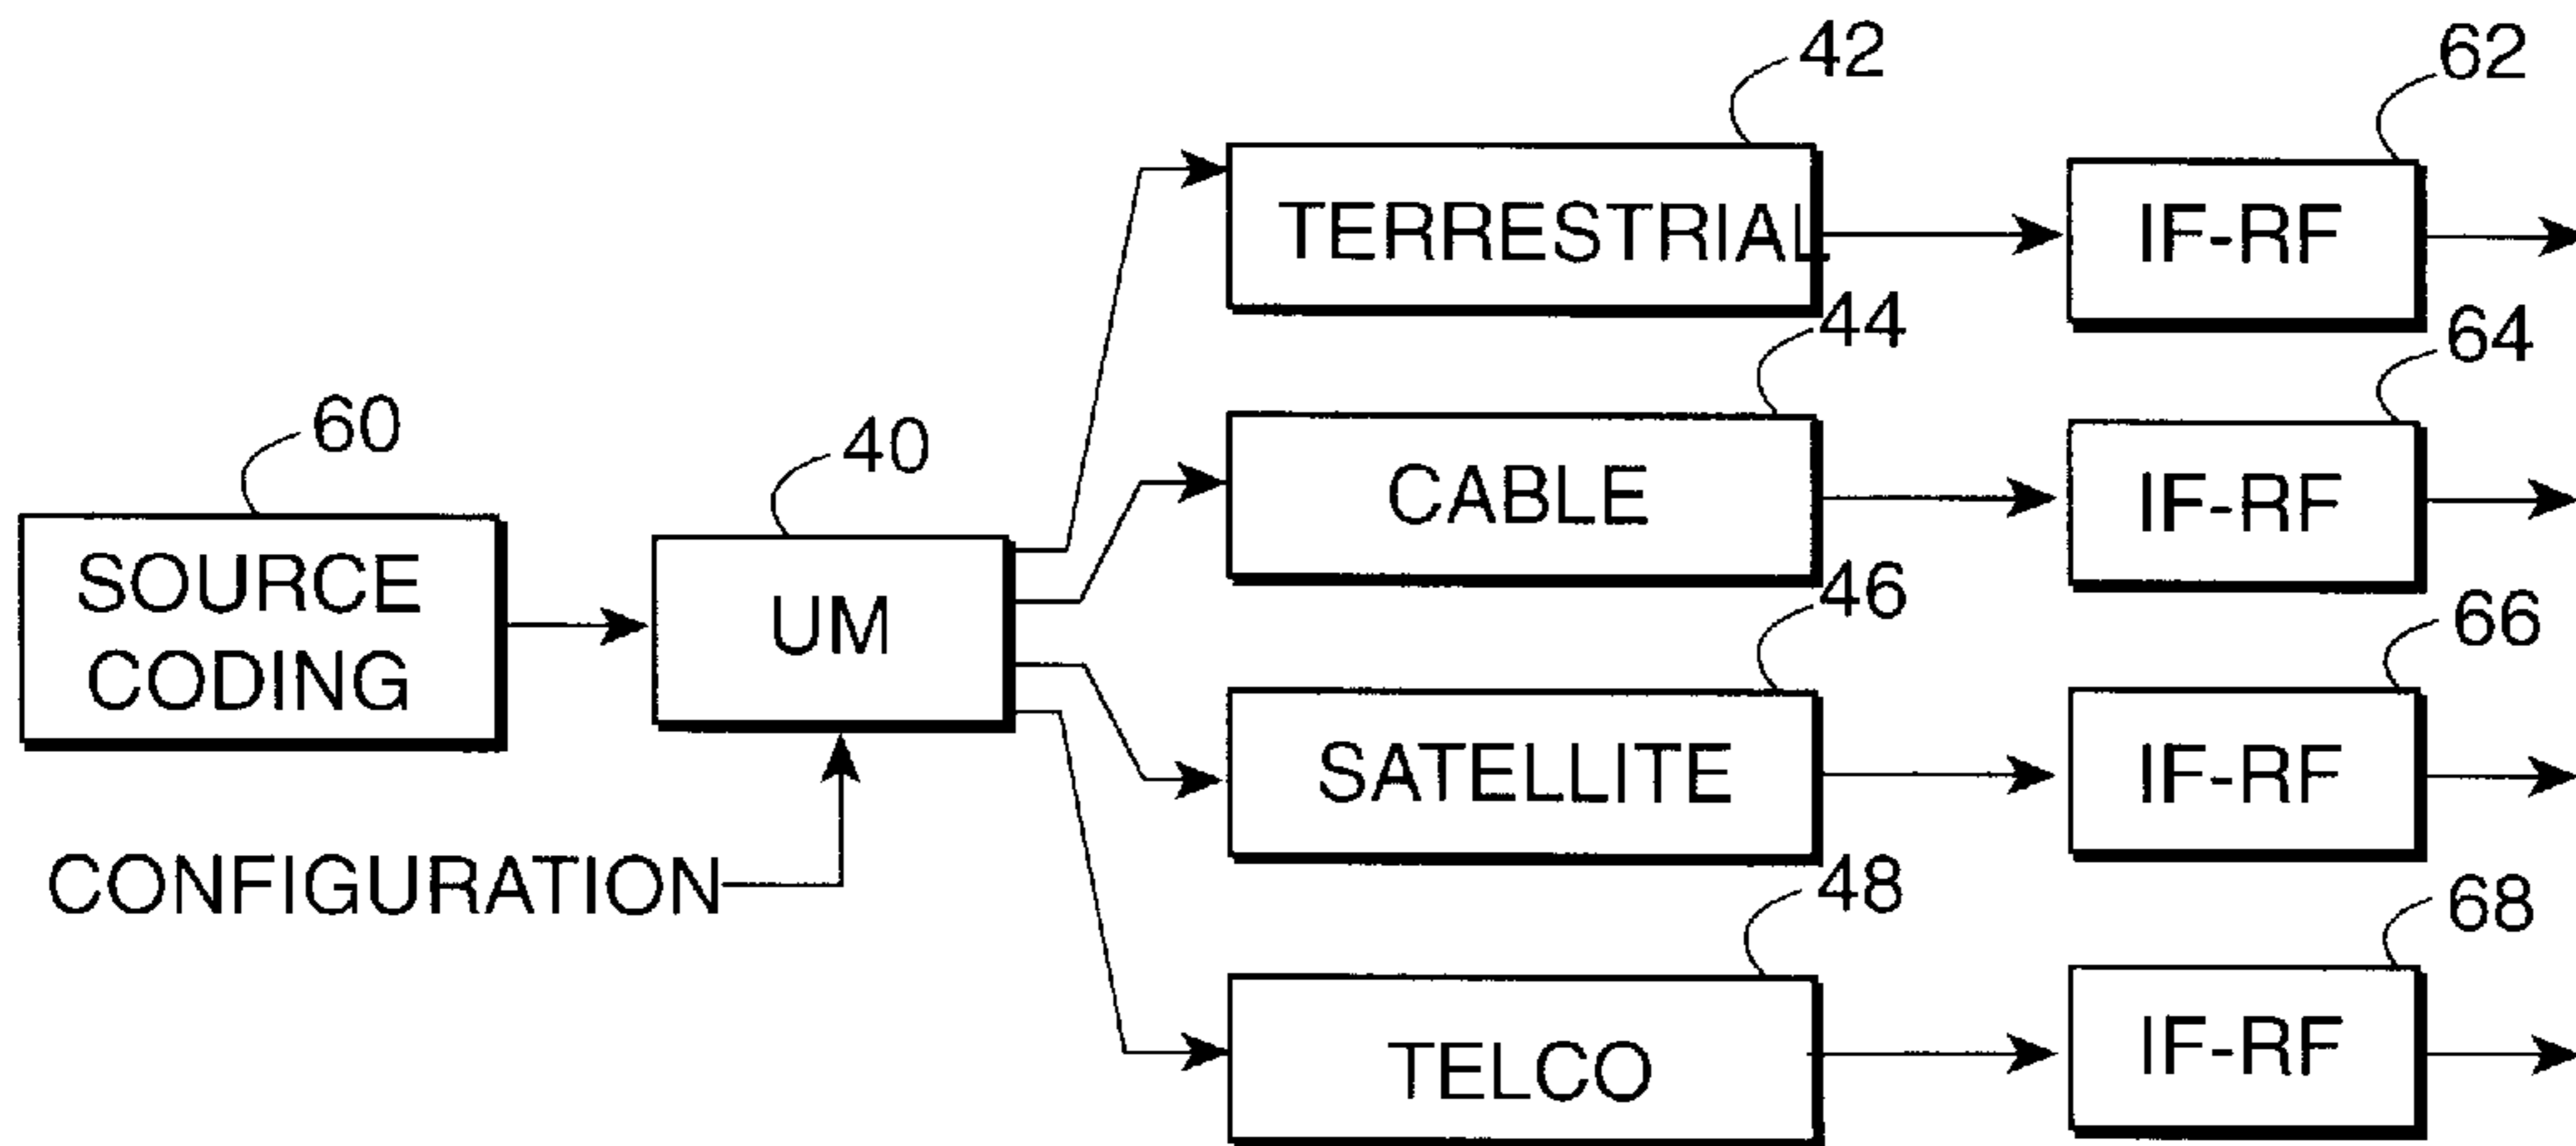 42
62
TERRESTRIAL
IF-RF
44
64
CABLE
IF-RF
60
40
SOURCE
CODING
UM
46
66
SATELLITE
IF-RF
CONFIGURATION
48
68
TELCO
IF-RF